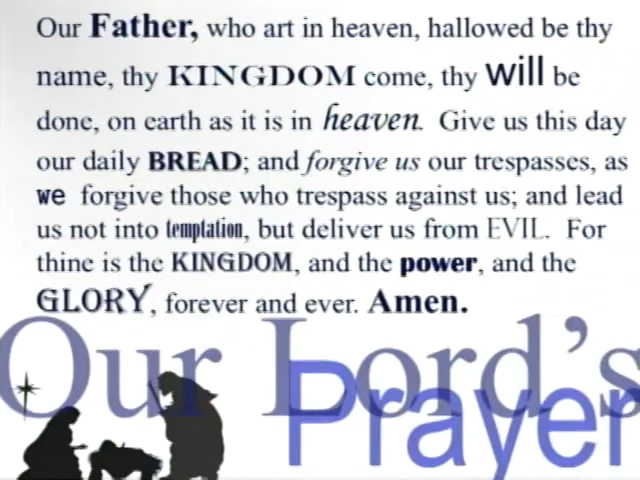 Our Father, who art in heaven, hallowed be thy
name, thy KINGDOM come, thy will be
done, on earth as it is in heaven. Give us this day
our daily BREAD; and forgive us our trespasses, as
we forgive those who trespass against us; and lead
us not into temptation, but deliver us from EVIL. For
thine is the KINGDOM, and the power, and the
GLORY, forever and ever. Amen.
Our Lord's
Prayer